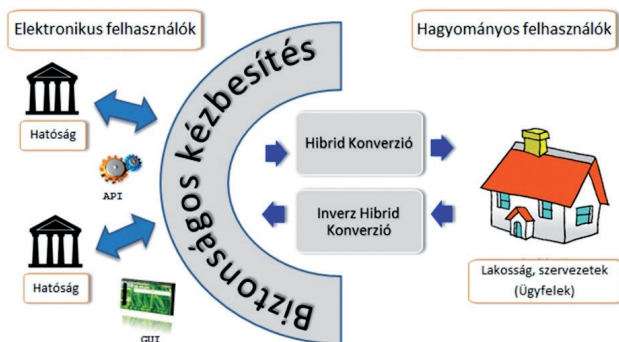 Elektronikus felhasználók
Hagyományos felhasználók
Hatóság
API
Hatóság
GUI
Biztonságos kézbesítés
Hibrid Konverzió
Inverz Hibrid
Konverzió
Lakosság, szervezetek
(Ügyfelek)